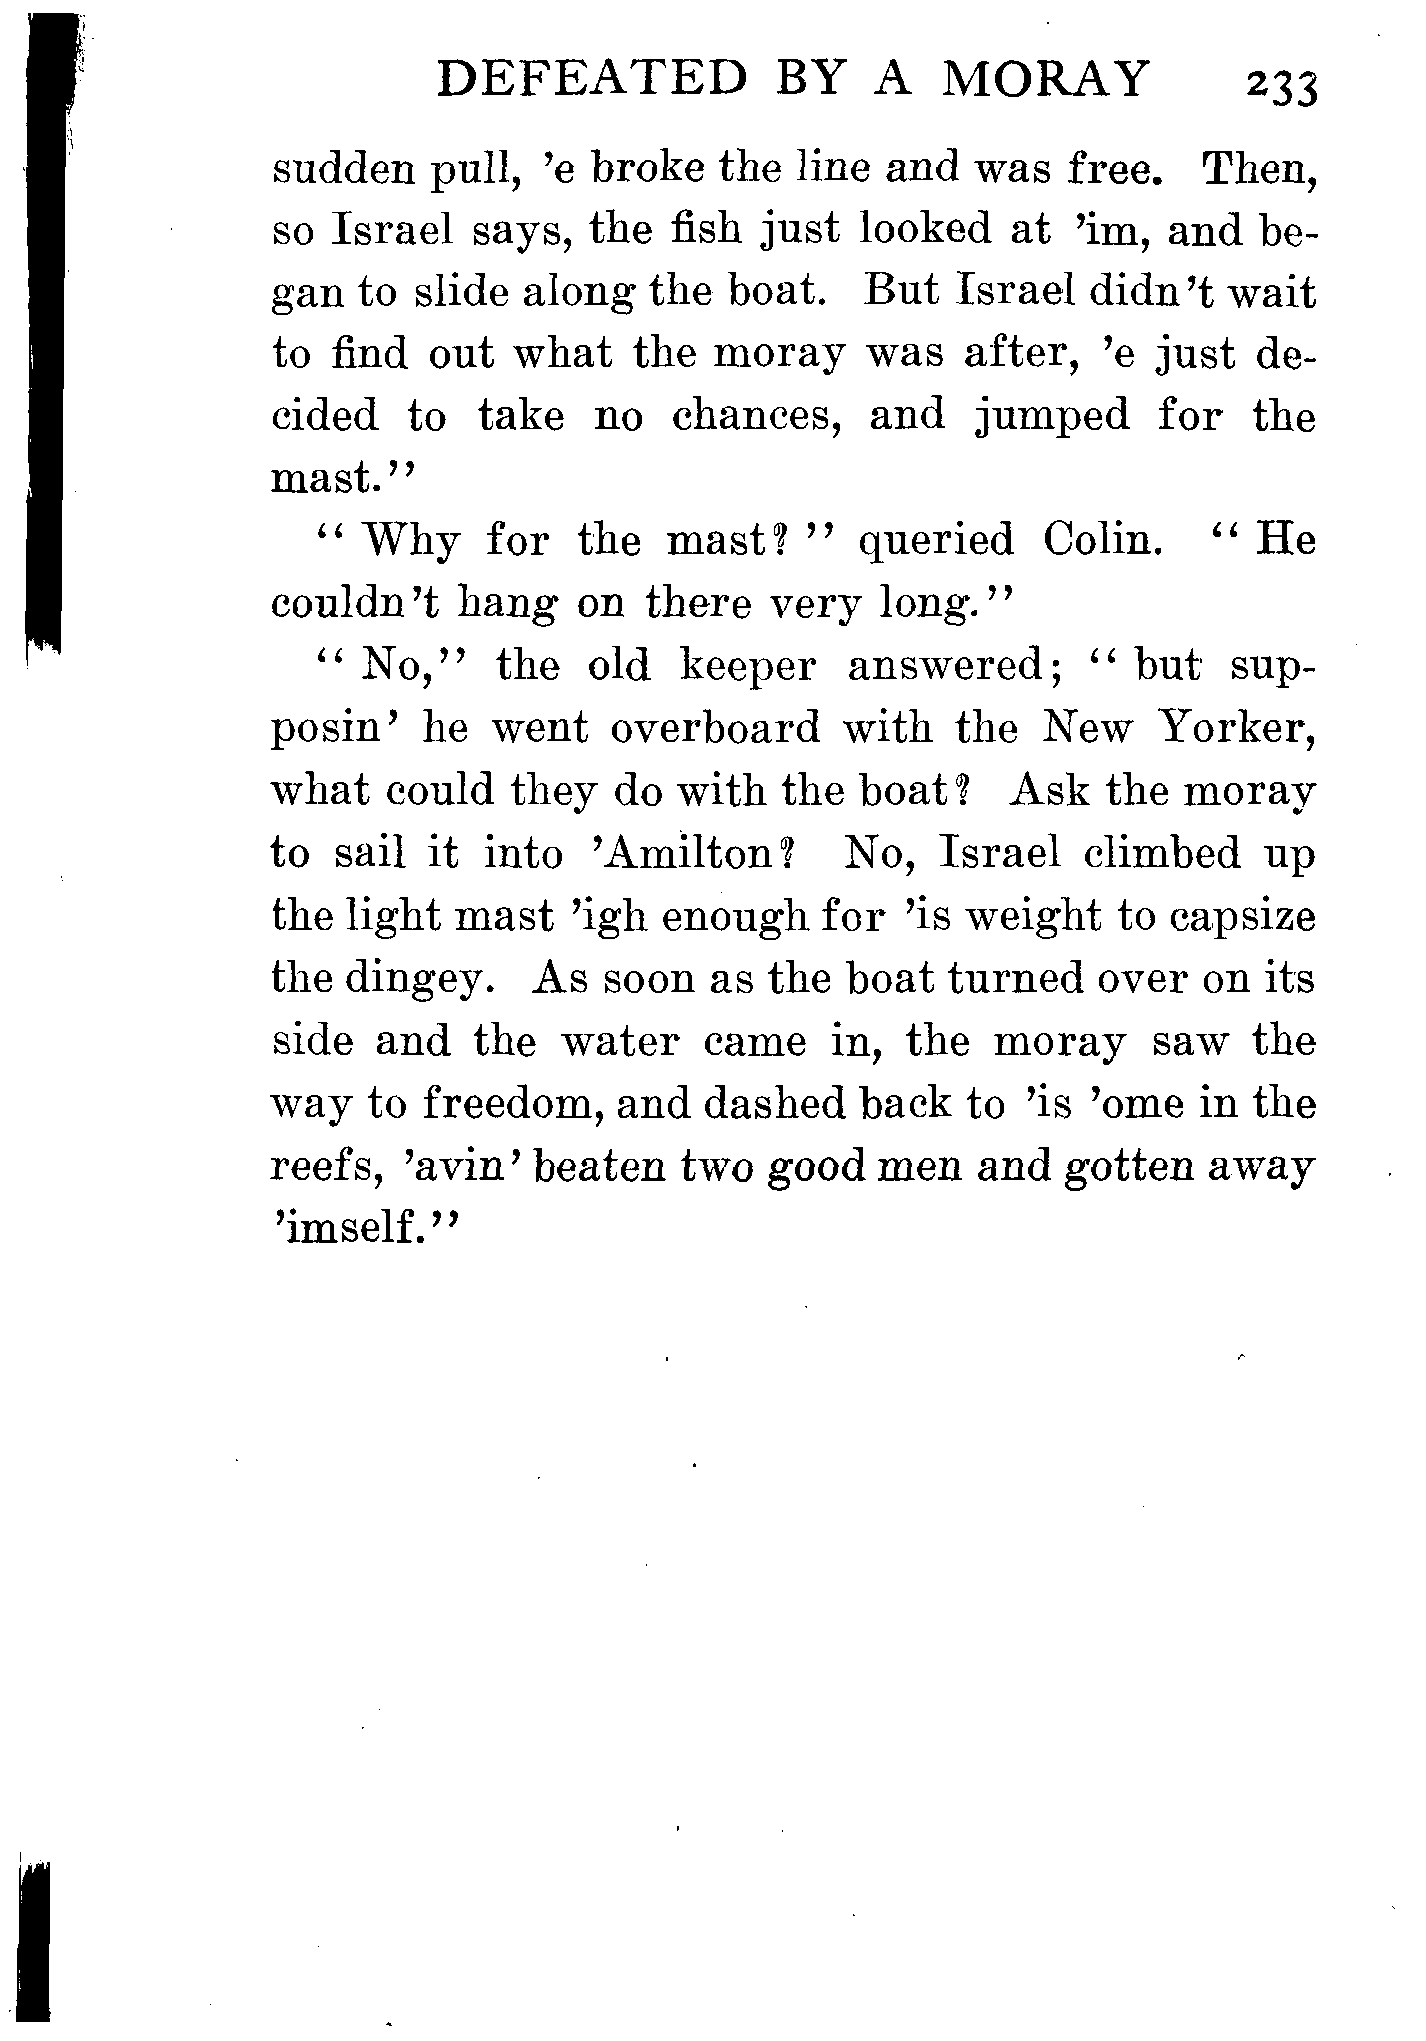 DEFEATED BY A MORAY 233
sudden pull, 'e broke the line and was free. Then,
so Israel says, the fish just looked at 'im, and be-
gan to slide along the boat. But Israel didn't wait
to find out what the moray was after, 'e just de-
cided to take no chances, and jumped for the
mast."
" Why for the mast? " queried Colin. " He
couldn't hang on there very long."
" No," the old keeper answered; " but sup-
posin' he went overboard with the New Yorker,
what could they do with the boat? Ask the moray
to sail it into 'Amilton? No, Israel climbed up
the light mast 'igh enough for 'is weight to capsize
the dingey. As soon as the boat turned over on its
side and the water came in, the moray saw the
way to freedom, and dashed back to 'is 'ome in the
reefs, 'avin' beaten two good men and gotten away
'imself."